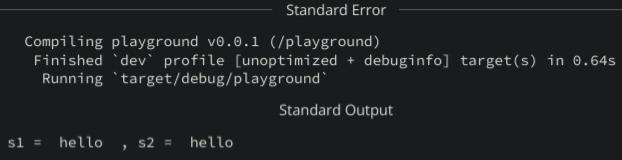 Standard Error
Compiling playground v0.0.1 (/playground)
Finished `dev` profile [unoptimized + debuginfo] target(s) in 0.64s
Running `target/debug/playground`
Standard Output
s1 =  hello  , s2 =  hello